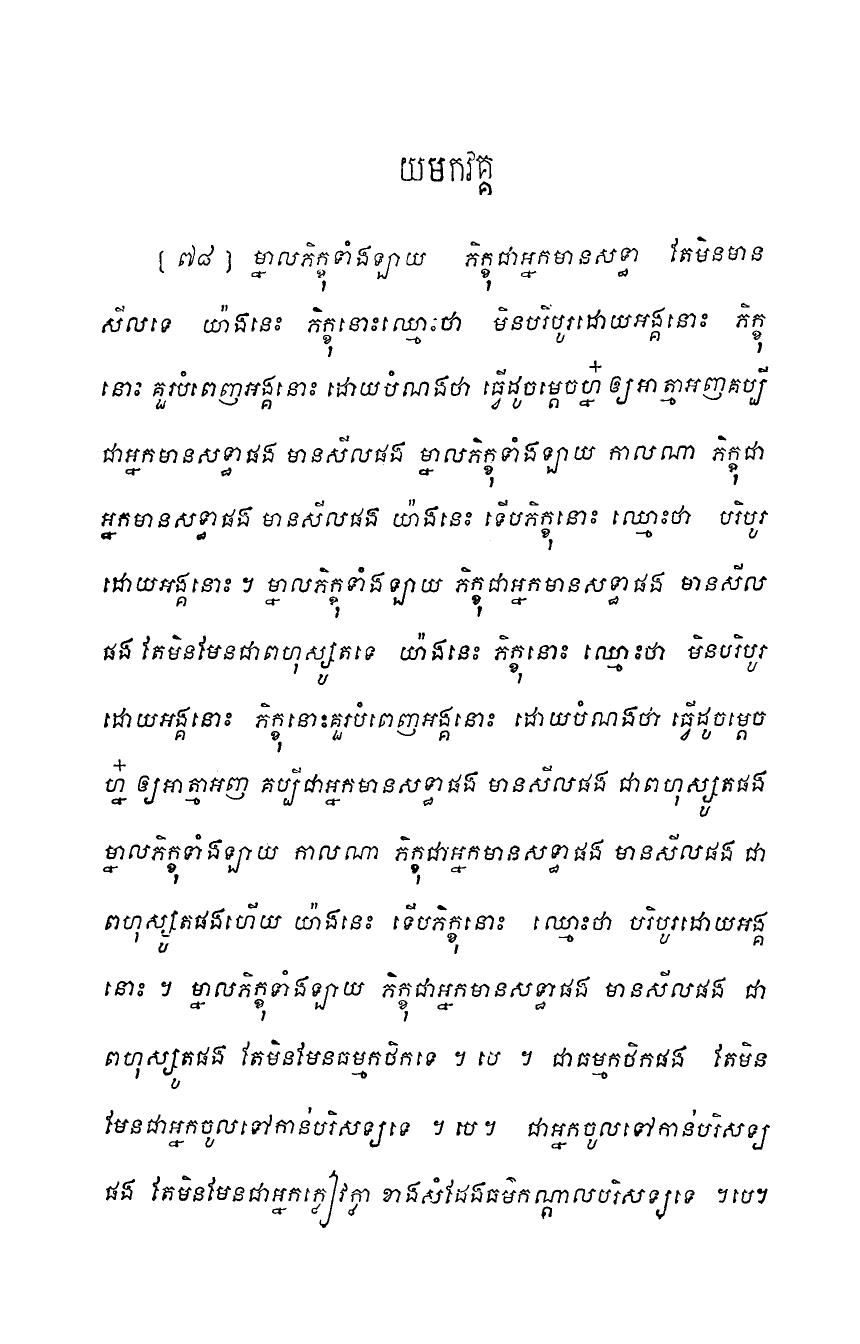 យមកវគ្គ
[ ៧៨ ] ម្នាលភិក្ខុទាំងឡាយ ភិក្ខុជាអ្នកមានសទ្ធា តែមិនមាន
សីលទេ យ៉ាងនេះ ភិក្ខុនោះឈ្មោះថា មិនបរិបូរដោយអង្គនោះ ភិក្ខុ
នោះ គួរបំពេញអង្គនោះ ដោយបំណងថា ធ្វើដូចម្តេចហ្ន៎ ឲ្យអាត្មាអញគប្បី
ជាអ្នកមានសទ្ធាផង មានសីលផង ម្នាលភិក្ខុទាំងឡាយ កាលណា ភិក្ខុជា
អ្នកមានសទ្ធាផង មានសីលផង យ៉ាងនេះ ទើបភិក្ខុនោះ ឈ្មោះថា បរិបូរ
ដោយអង្គនោះ ។ ម្នាលភិក្ខុទាំងឡាយ ភិក្ខុជាអ្នកមានសទ្ធាផង មានសីល
ផង តែមិនមែនជាពហុស្សូតទេ យ៉ាងនេះ ភិក្ខុនោះ ឈ្មោះថា មិនបរិបូរ
ដោយអង្គនោះ ភិក្ខុនោះគួរបំពេញអង្គនោះ ដោយបំណងថា ធ្វើដូចម្តេច
ហ្ន៎ ឲ្យអាត្មាអញ គប្បីជាអ្នកមានសទ្ធាផង មានសីលផង ជាពហុស្សូតផង
ម្នាលភិក្ខុទាំងឡាយ កាលណា ភិក្ខុជាអ្នកមានសទ្ធាផង មានសីលផង ជា
ពហុស្សូតផងហើយ យ៉ាងនេះ ទើបភិក្ខុនោះ ឈ្មោះថា បរិបូរដោយអង្គ
នោះ ។ ម្នាលភិក្ខុទាំងឡាយ ភិក្ខុជាអ្នកមានសទ្ធាផង មានសីលផង ជា
ពហុស្សូតផង តែមិនមែនធម្មកថិកទេ ។ បេ ។ ជាធម្មកថិកផង តែមិន
មែនជាអ្នកចូលទៅកាន់បរិសទ្យទេ ។ បេ ។ ជាអ្នកចូលទៅកាន់បរិសទ្យ
ផង តែមិនមែនជាអ្នកក្លៀវក្លា ខាងសំដែងធម៌កណ្តាលបរិសទ្យទេ ។ បេ។